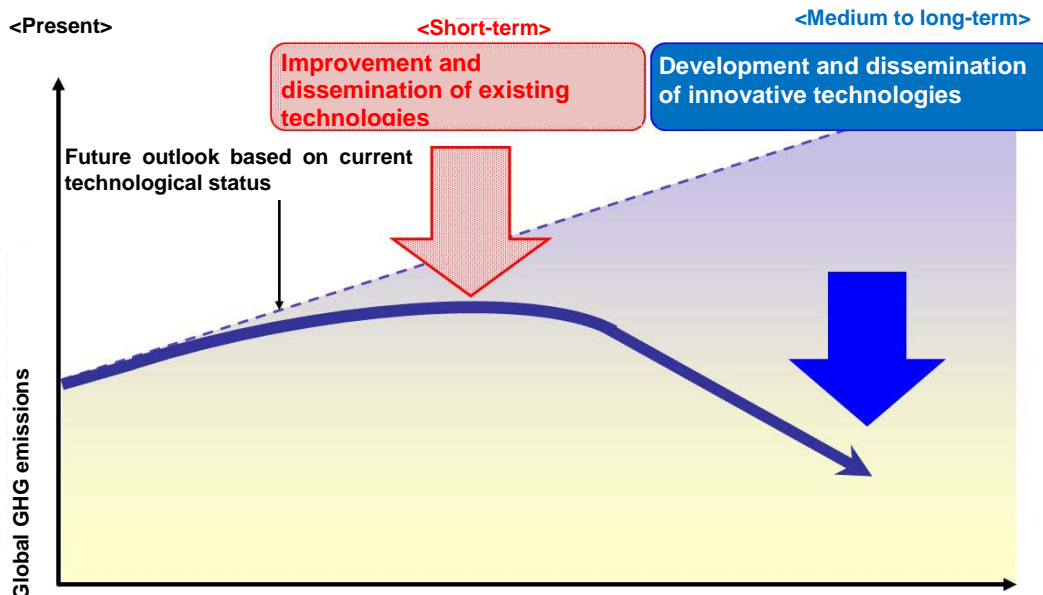 <Present>
<Short-term>
<Medium to long-term>
Improvement and
dissemination of existing
technologies
Development and dissemination
of innovative technologies
Future outlook based on current
technological status
Global GHG emissions